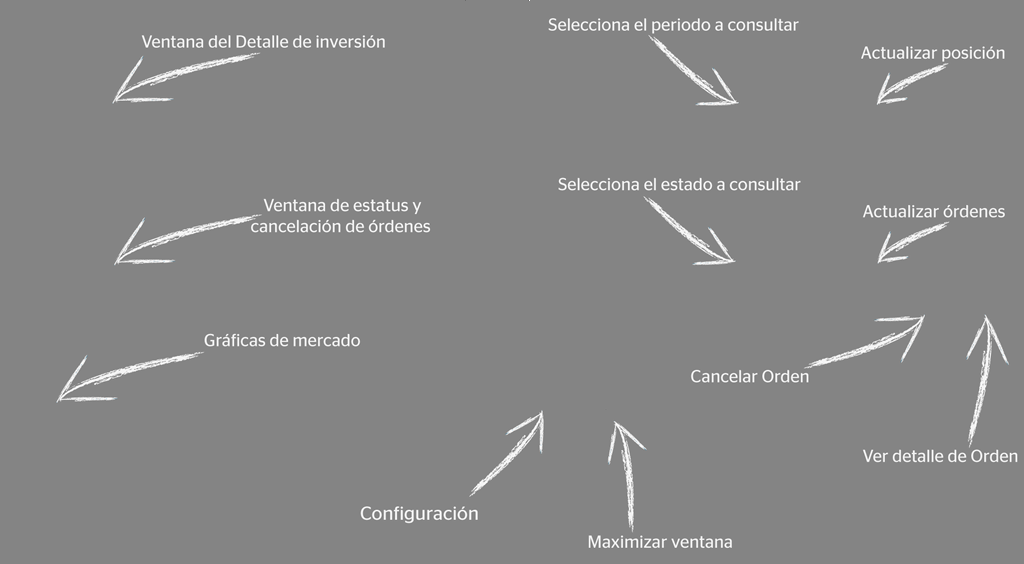 Selecciona el periodo a consultar
Ventana del Detalle de inversión
Actualizar posición
Selecciona el estado a consultar
Ventana de estatus y
cancelación de órdenes
Actualizar órdenes
Gráficas de mercado
Cancelar Orden
Ver detalle de Orden
Configuración
Maximizar ventana